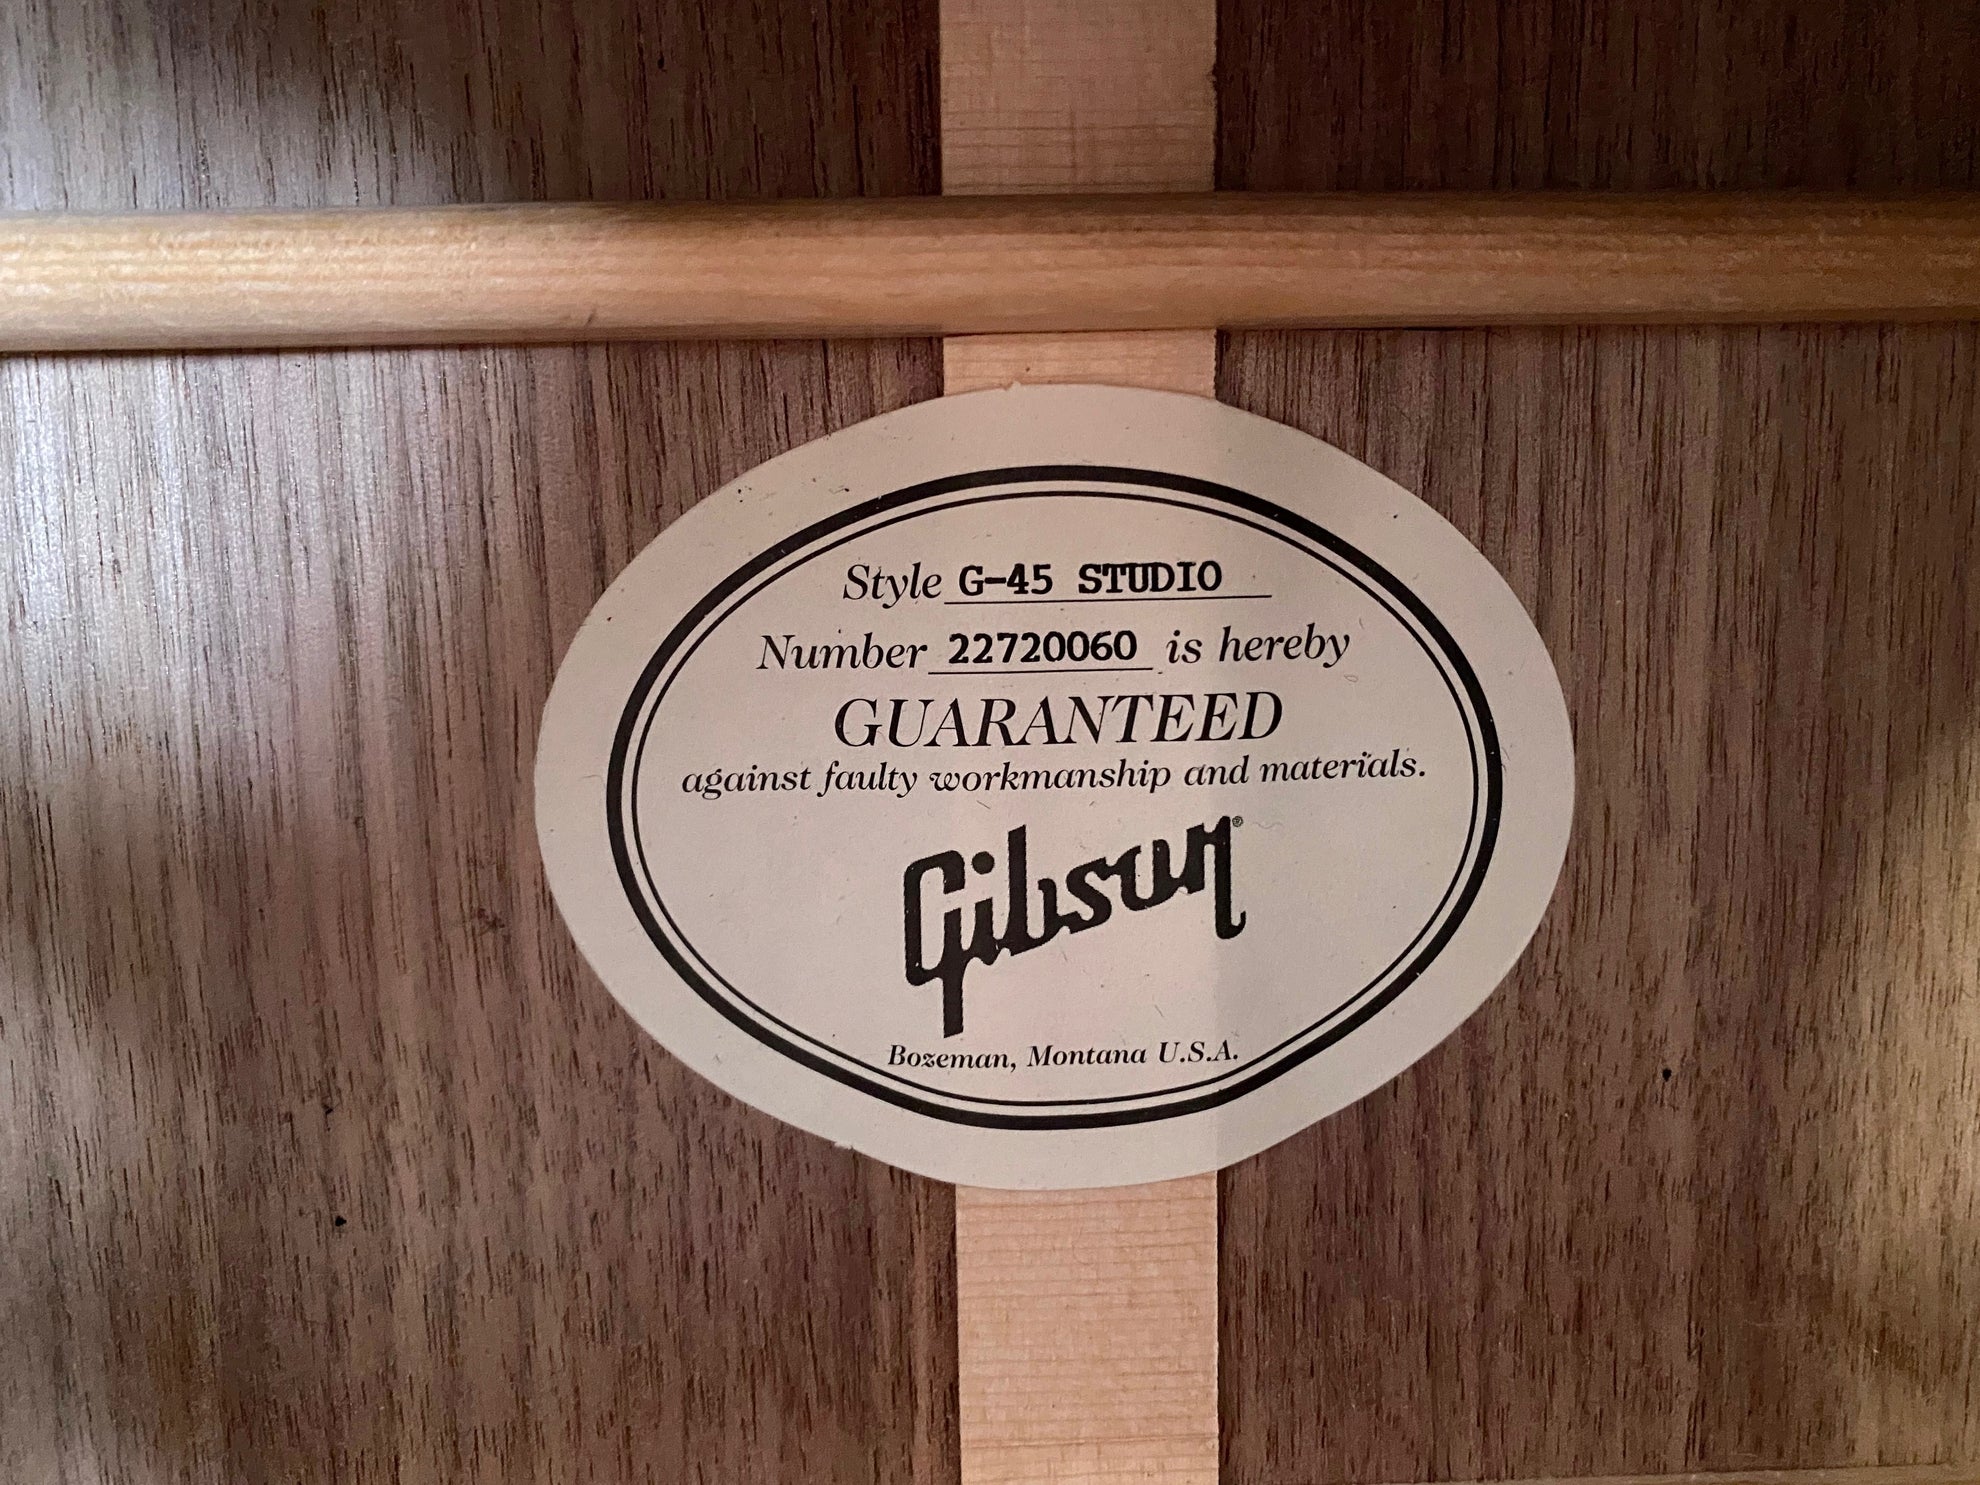 Style G-45 STUDIO
Number 22720060 is hereby
GUARANTEED
against faulty workmanship and materials.
Gibson®
Bozeman, Montana U.S.A.